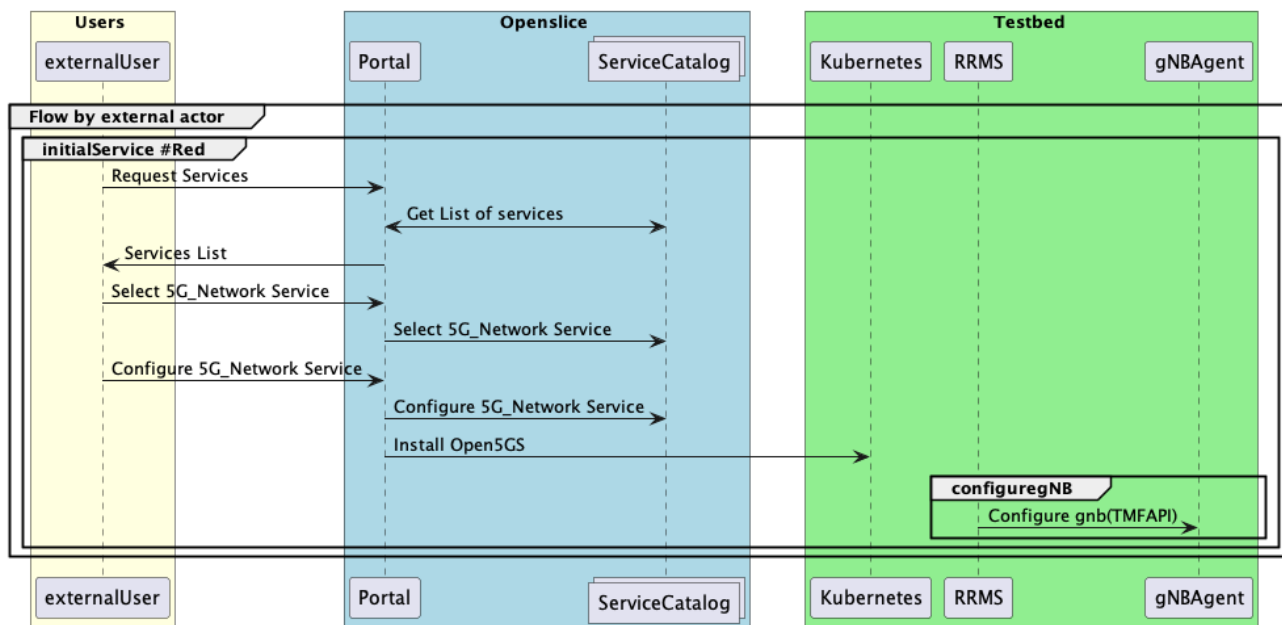 Users
Openslice
Testbed
externalUser
Portal
ServiceCatalog
Kubernetes
RRMS
gNBAgent
Flow by external actor
initialService #Red
Request Services
Get List of services
Services List
Select 5G_Network Service
Select 5G_Network Service
Configure 5G_Network Service
Configure 5G_Network Service
Install Open5GS
configuregNB
Configure gnb(TMFAPI)
externalUser
Portal
ServiceCatalog
Kubernetes
RRMS
gNBAgent